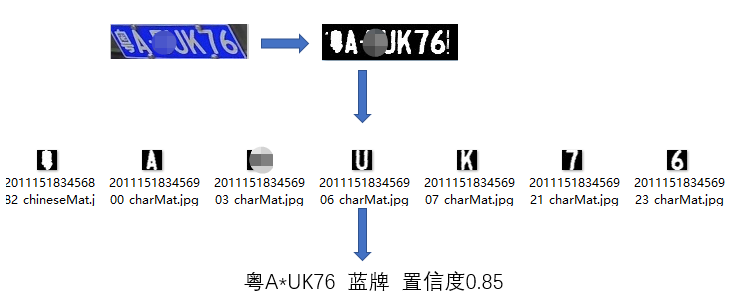 粤A·UK76
A·UK76
A
U
K
7
6
2011151834568
82 chineseMat.j
2011151834569
00 charMat.jpg
2011151834569
03 charMat.jpg
2011151834569
06 charMat.jpg
2011151834569
07 charMat.jpg
2011151834569
21 charMat.jpg
2011151834569
23 charMat.jpg
粤A*UK76 蓝牌 置信度0.85